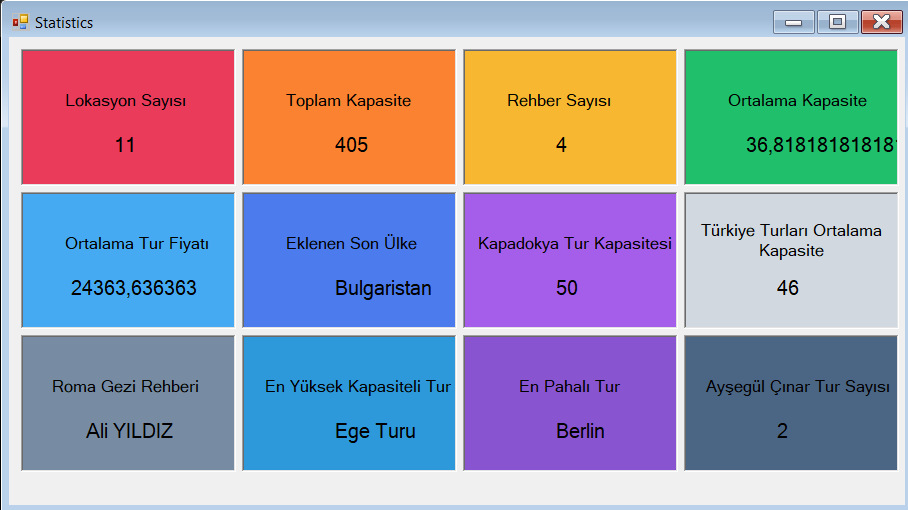 Statistics
Lokasyon Sayısı
11
Toplam Kapasite
405
Rehber Sayısı
4
Ortalama Kapasite
36,81818181818
Ortalama Tur Fiyatı
24363,636363
Eklenen Son Ülke
Bulgaristan
Kapadokya Tur Kapasitesi
50
Türkiye Turları Ortalama
Kapasite
46
Roma Gezi Rehberi
Ali YILDIZ
En Yüksek Kapasiteli Tur
Ege Turu
En Pahalı Tur
Berlin
Ayşegül Çınar Tur Sayısı
2